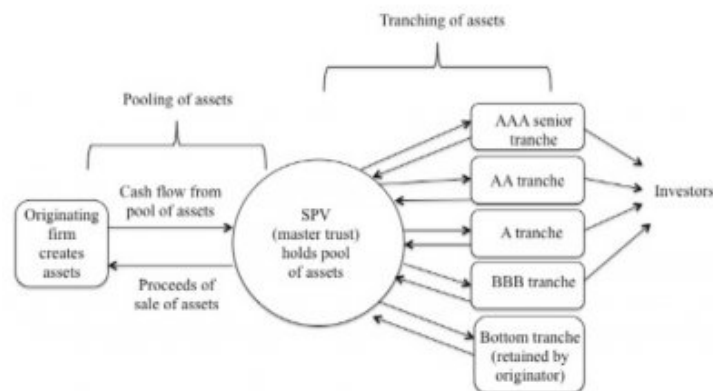 Tranching of assets
Pooling of assets
Cash flow from
pool of assets
Originating
firm
creates
assets
Proceeds of
sale of assets
SPV
(master trust)
holds pool
of assets
AAA senior
tranche
AA tranche
A tranche
BBB tranche
Bottom tranche
(retained by
originator)
Investors